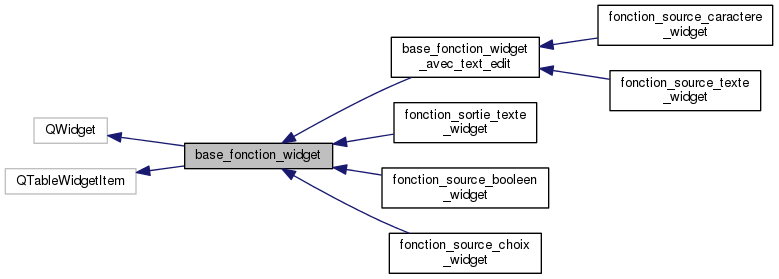 QWidget
QTableWidgetItem
base_fonction_widget
base_fonction_widget
_avec_text_edit
fonction_sortie_texte
_widget
fonction_source_booleen
_widget
fonction_source_choix
_widget
fonction_source_caractere
_widget
fonction_source_texte
_widget